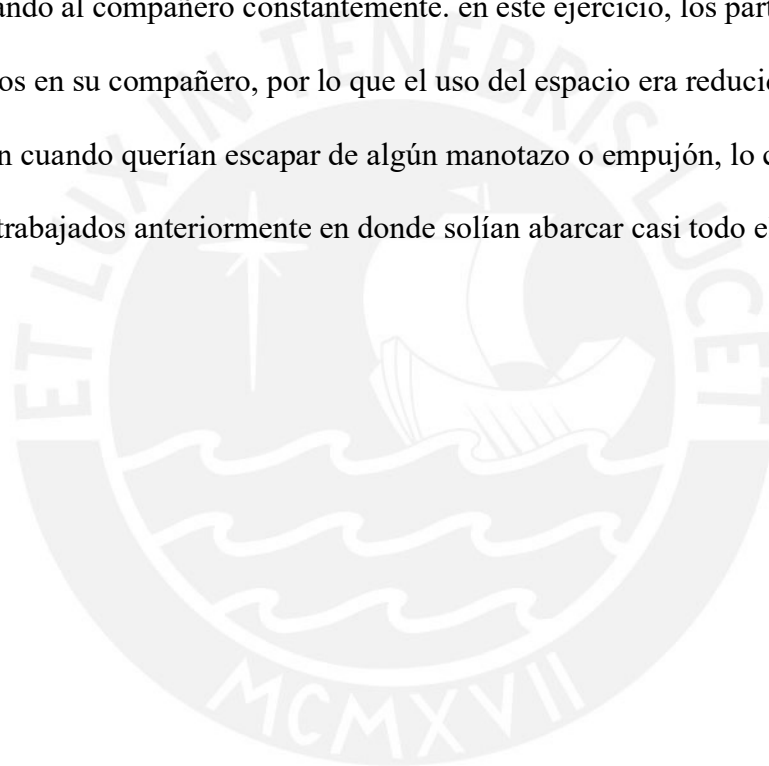 ando al compañero constantemente. en este ejercicio, los part
os en su compañero, por lo que el uso del espacio era reducid
n cuando querían escapar de algún manotazo o empujón, lo
trabajados anteriormente en donde solían abarcar casi todo e
ET LUX IN TENEBRIS LUCET
MCMXVII